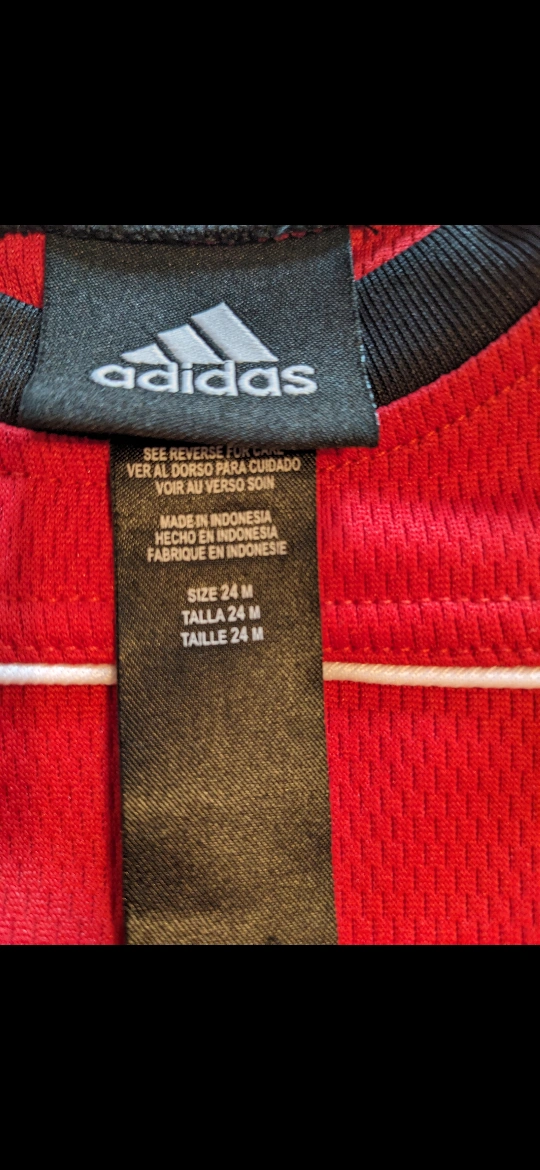 adidas
SEE REVERSE FOR CARE
VER AL DORSO PARA CUIDADO
VOIR AU VERSO SOIN
MADE IN INDONESIA
HECHO EN INDONESIA
FABRIQUE EN INDONESIE
SIZE 24 M
TALLA 24 M
TAILLE 24 M